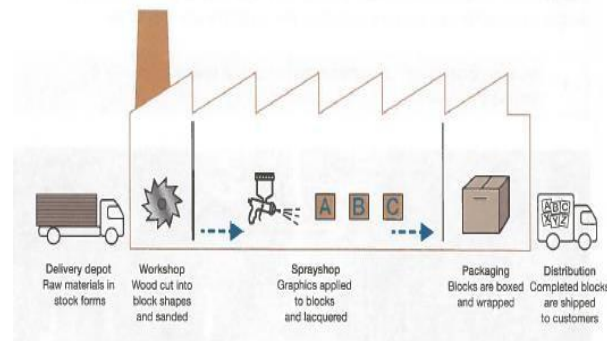 A B C
A B C
X Y Z
Delivery depot
Raw materials in
stock forms
Workshop
Wood cut into
block shapes
and sanded
Sprayshop
Graphics applied
to blocks
and lacquered
Packaging
Blocks are boxed
and wrapped
Distribution
Completed blocks
are shipped
to customers